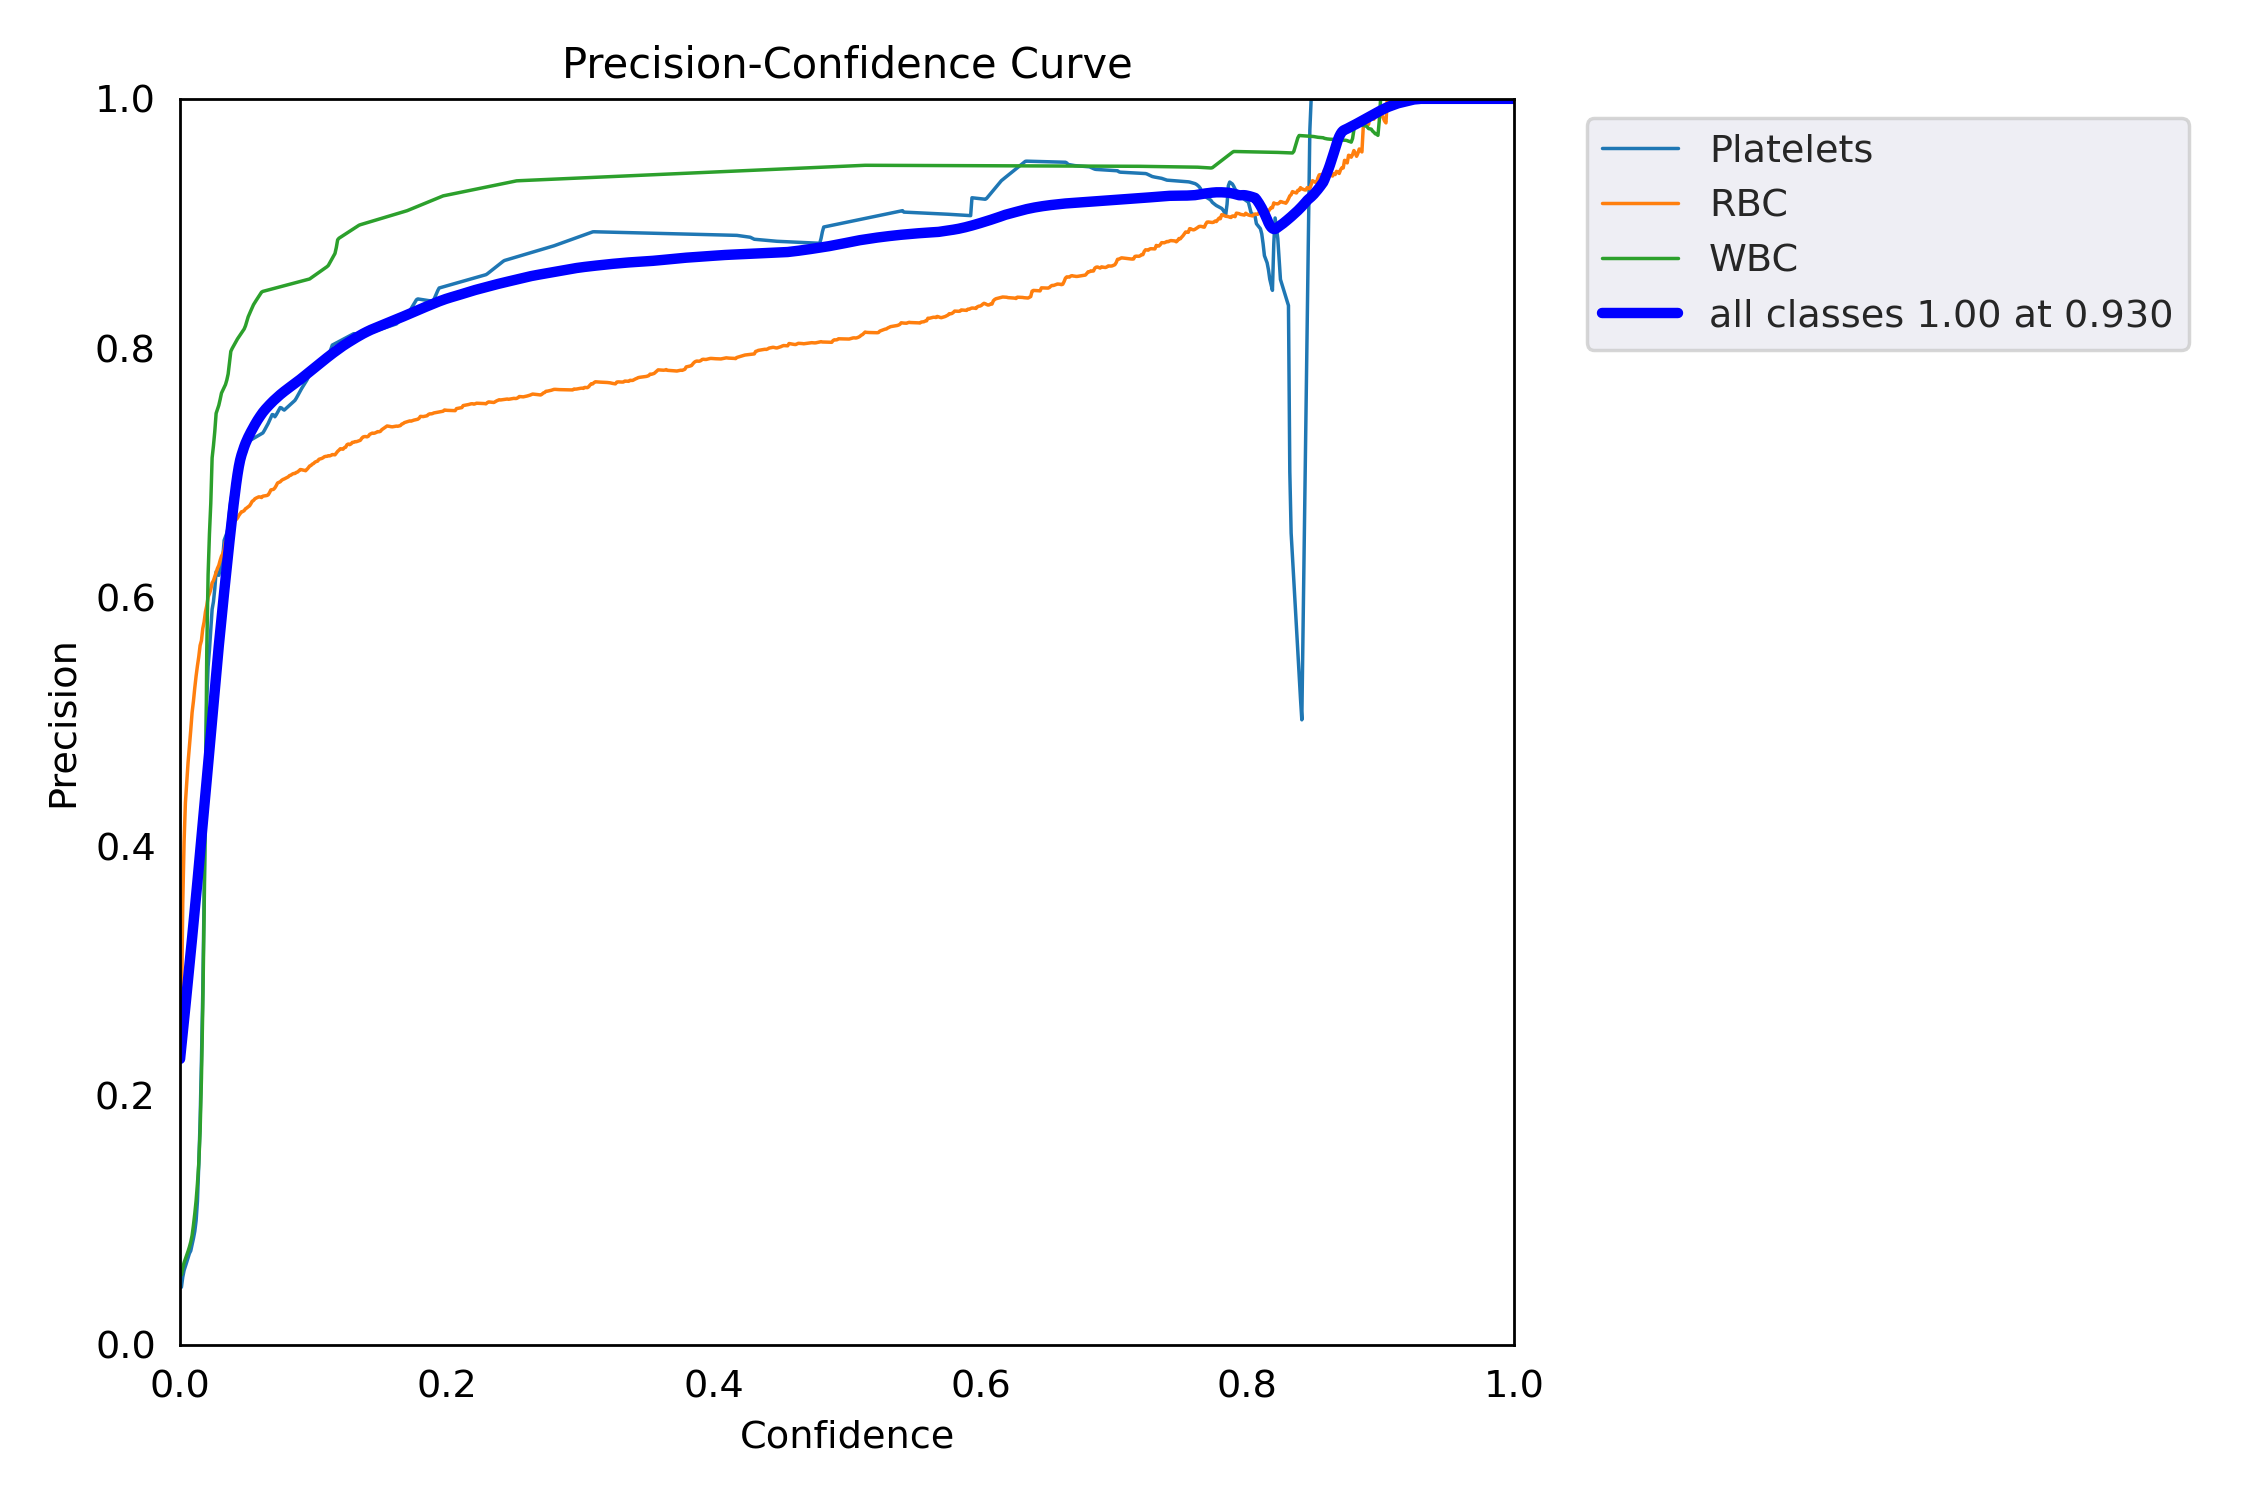 Precision-Confidence Curve
1.0
0.8
0.6
0.4
0.2
0.0
Precision
0.0 0.2 0.4 0.6 0.8 1.0
Confidence
Platelets
RBC
WBC
all classes 1.00 at 0.930